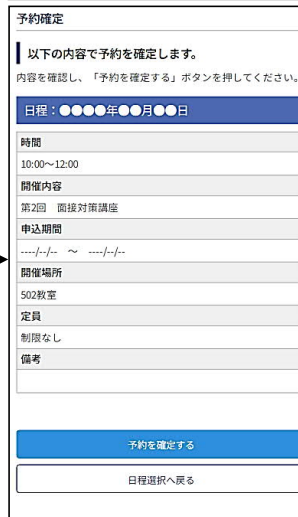 予約確定
以下の内容で予約を確定します。
内容を確認し、「予約を確定する」ボタンを押してください。
日程：●●●●年●●月●●日
時間
10:00～12:00
開催内容
第2回　面接対策講座
申込期間
----/--/--　～　----/--/--
開催場所
502教室
定員
制限なし
備考
予約を確定する
日程選択へ戻る